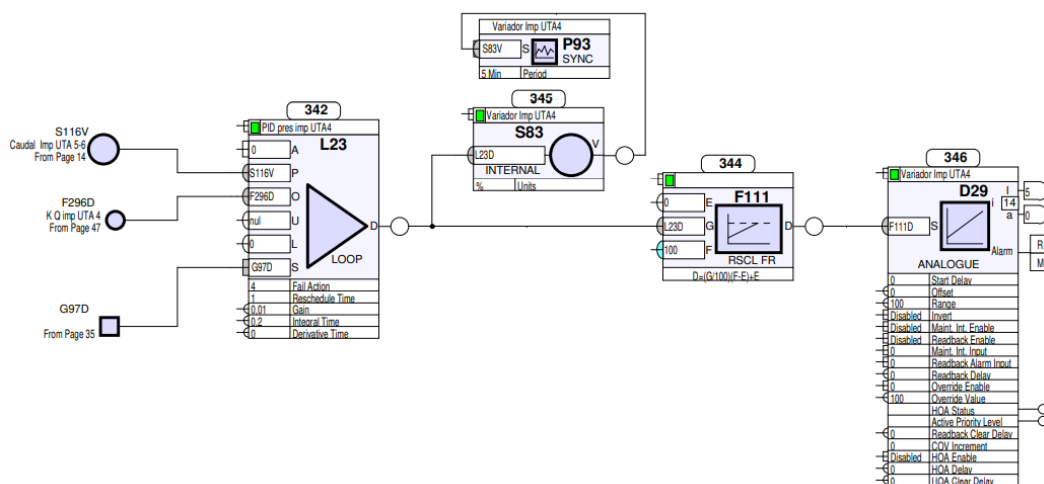 Variador Imp UTA4
S83V S P93
SYNC
5 Min Period
342
PID pres imp UTA4
L23
0 A
S116V P
F296D O
nul U
0 L
G97D S
D
LOOP
4 Fail Action
1 Reschedule Time
0.01 Gain
0.2 Integral Time
0 Derivative Time
S116V
Caudal Imp UTA 5-6
From Page 14
F296D
K Q imp UTA 4
From Page 47
G97D
From Page 35
345
Variador Imp UTA4
S83
L23D V
INTERNAL
% Units
344
F111
0 E
L23D G
100 F
D
RSCL FR
D=(G/100)(F-E)+E
346
Variador Imp UTA4
D29
F111D S
I 5
i 14
a 0
Alarm
R
M
ANALOGUE
0 Start Delay
0 Offset
100 Range
Disabled Invert
Disabled Maint. Int. Enable
Disabled Readback Enable
0 Maint. Int. Input
0 Readback Alarm Input
0 Readback Delay
0 Override Enable
100 Override Value
HOA Status
Active Priority Level
0 Readback Clear Delay
0 COV Increment
Disabled HOA Enable
0 HOA Delay
0 HOA Clear Delay